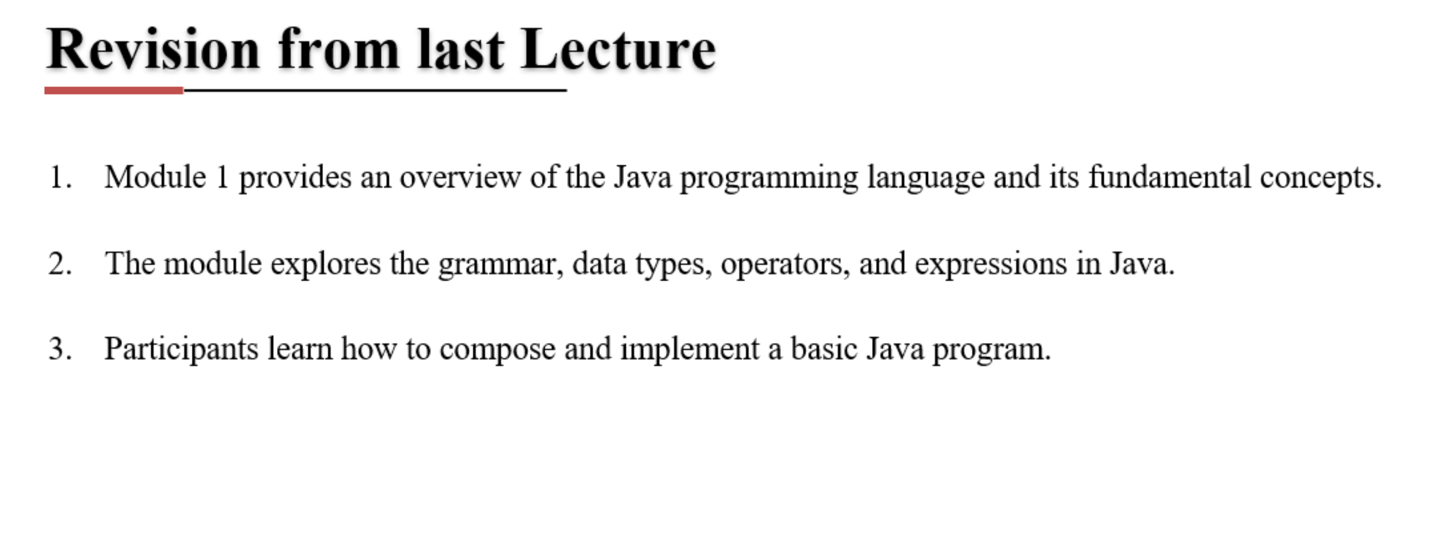 Revision from last Lecture
1. Module 1 provides an overview of the Java programming language and its fundamental concepts.
2. The module explores the grammar, data types, operators, and expressions in Java.
3. Participants learn how to compose and implement a basic Java program.